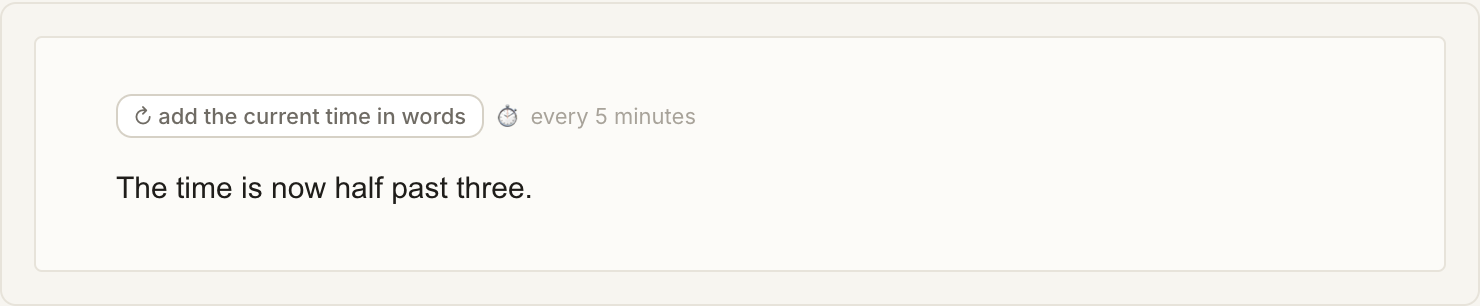 ↻ add the current time in words ⏱ every 5 minutes
The time is now half past three.